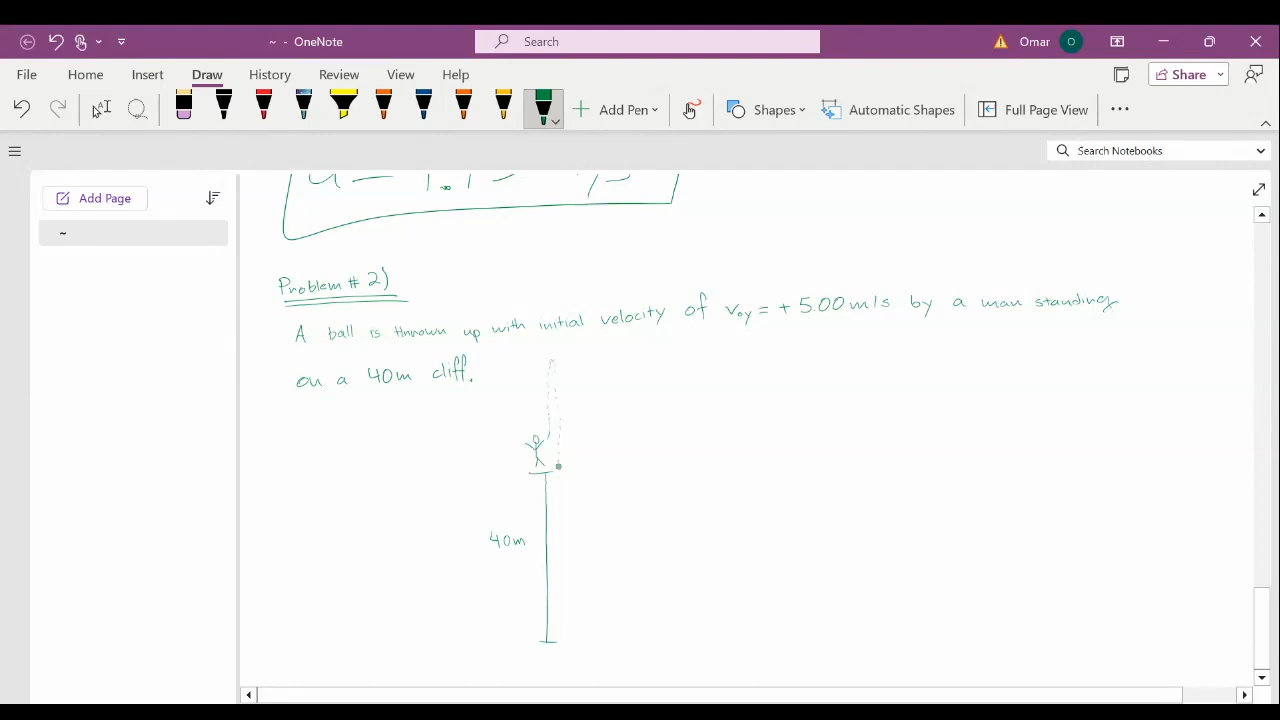 ~ - OneNote
Search
Omar
O
File Home Insert Draw History Review View Help
Share
Add Pen
Shapes
Automatic Shapes
Full Page View
Search Notebooks
Add Page
~
Problem # 2)
A ball is thrown up with initial velocity of voy = + 5.00 m/s by a man standing
on a 40m cliff.
40m